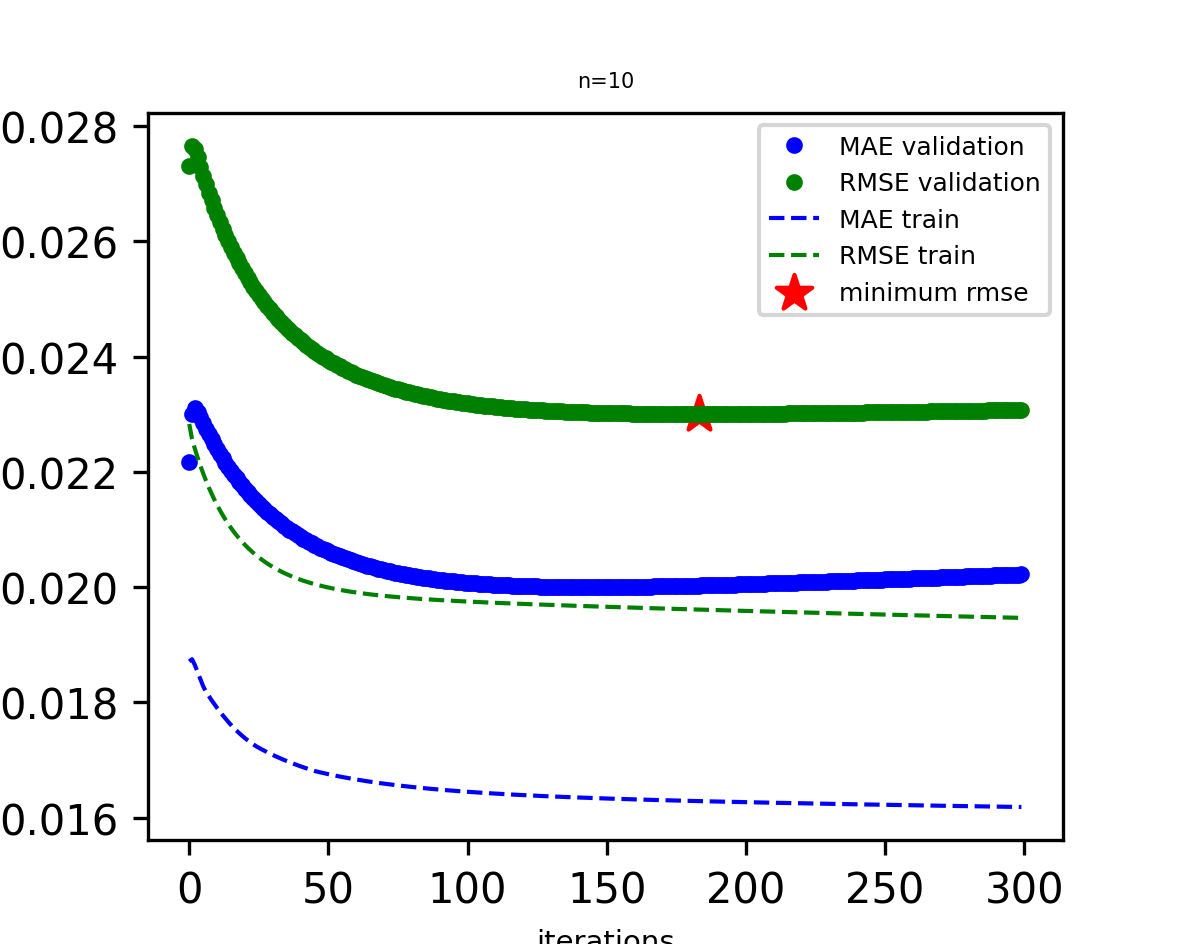 n=10
0.028
0.026
0.024
0.022
0.020
0.018
0.016
MAE validation
RMSE validation
MAE train
RMSE train
minimum rmse
0 50 100 150 200 250 300
iterations